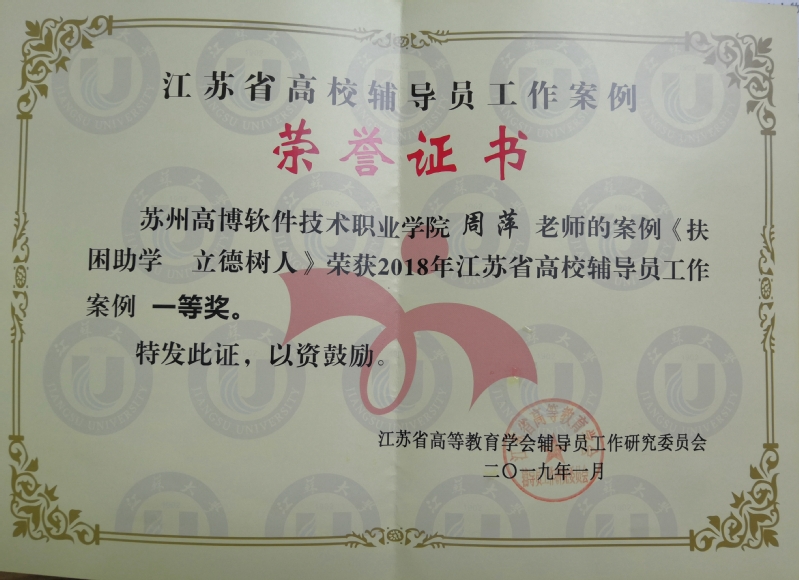 江苏省高校辅导员工作案例
荣誉证书
苏州高博软件技术职业学院 周萍 老师的案例《扶
困助学 立德树人》荣获2018年江苏省高校辅导员工作
案例 一等奖。
特发此证，以资鼓励。
江苏省高等教育学会辅导员工作研究委员会
二〇一九年一月